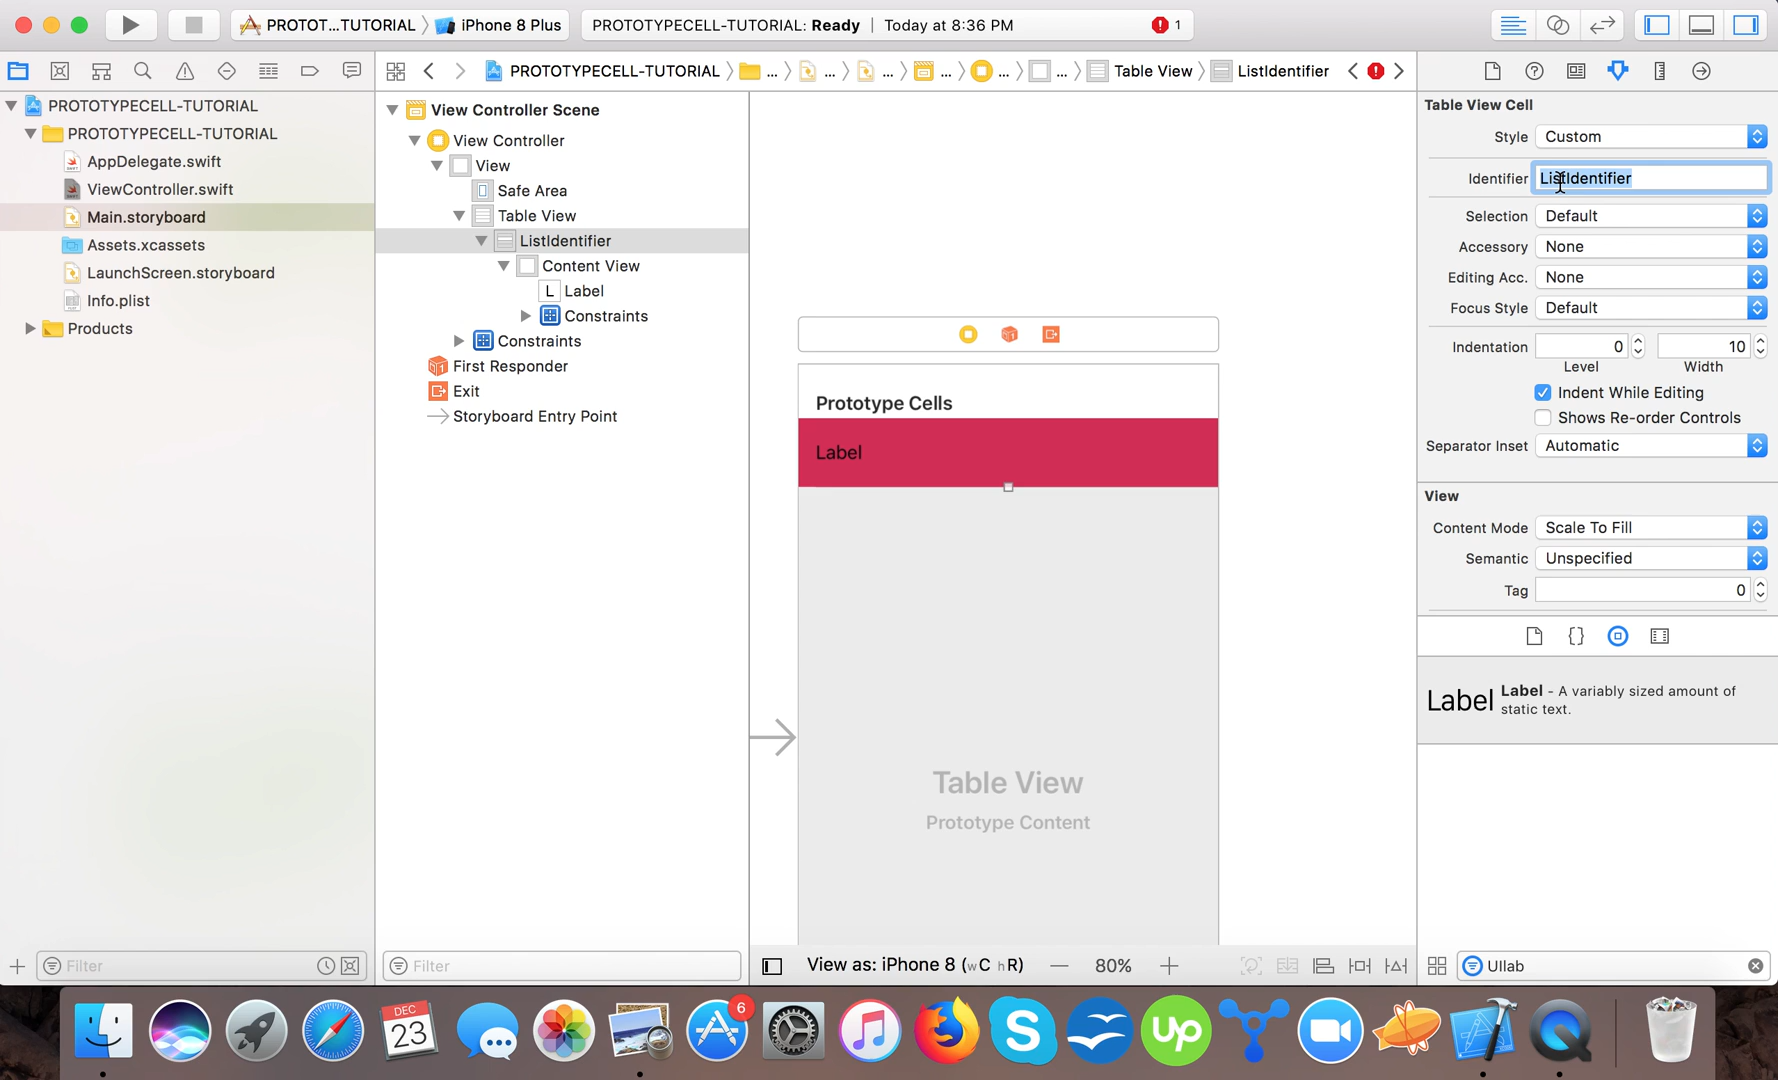 PROTOT...TUTORIAL 〉 iPhone 8 Plus
PROTOTYPECELL-TUTORIAL: Ready | Today at 8:36 PM
1
PROTOTYPECELL-TUTORIAL
PROTOTYPECELL-TUTORIAL
AppDelegate.swift
ViewController.swift
Main.storyboard
Assets.xcassets
LaunchScreen.storyboard
Info.plist
Products
Filter
PROTOTYPECELL-TUTORIAL 〉 ... 〉 ... 〉 ... 〉 ... 〉 ... 〉 ... 〉 Table View 〉 ListIdentifier
View Controller Scene
View Controller
View
Safe Area
Table View
ListIdentifier
Content View
L Label
Constraints
Constraints
First Responder
Exit
Storyboard Entry Point
Filter
Prototype Cells
Label
Table View
Prototype Content
View as: iPhone 8 (wC hR)
80%
Table View Cell
Style Custom
Identifier ListIdentifier
Selection Default
Accessory None
Editing Acc. None
Focus Style Default
Indentation 0 10
Level Width
Indent While Editing
Shows Re-order Controls
Separator Inset Automatic
View
Content Mode Scale To Fill
Semantic Unspecified
Tag 0
Label Label - A variably sized amount of
static text.
UIlab
DEC
23
6
Up